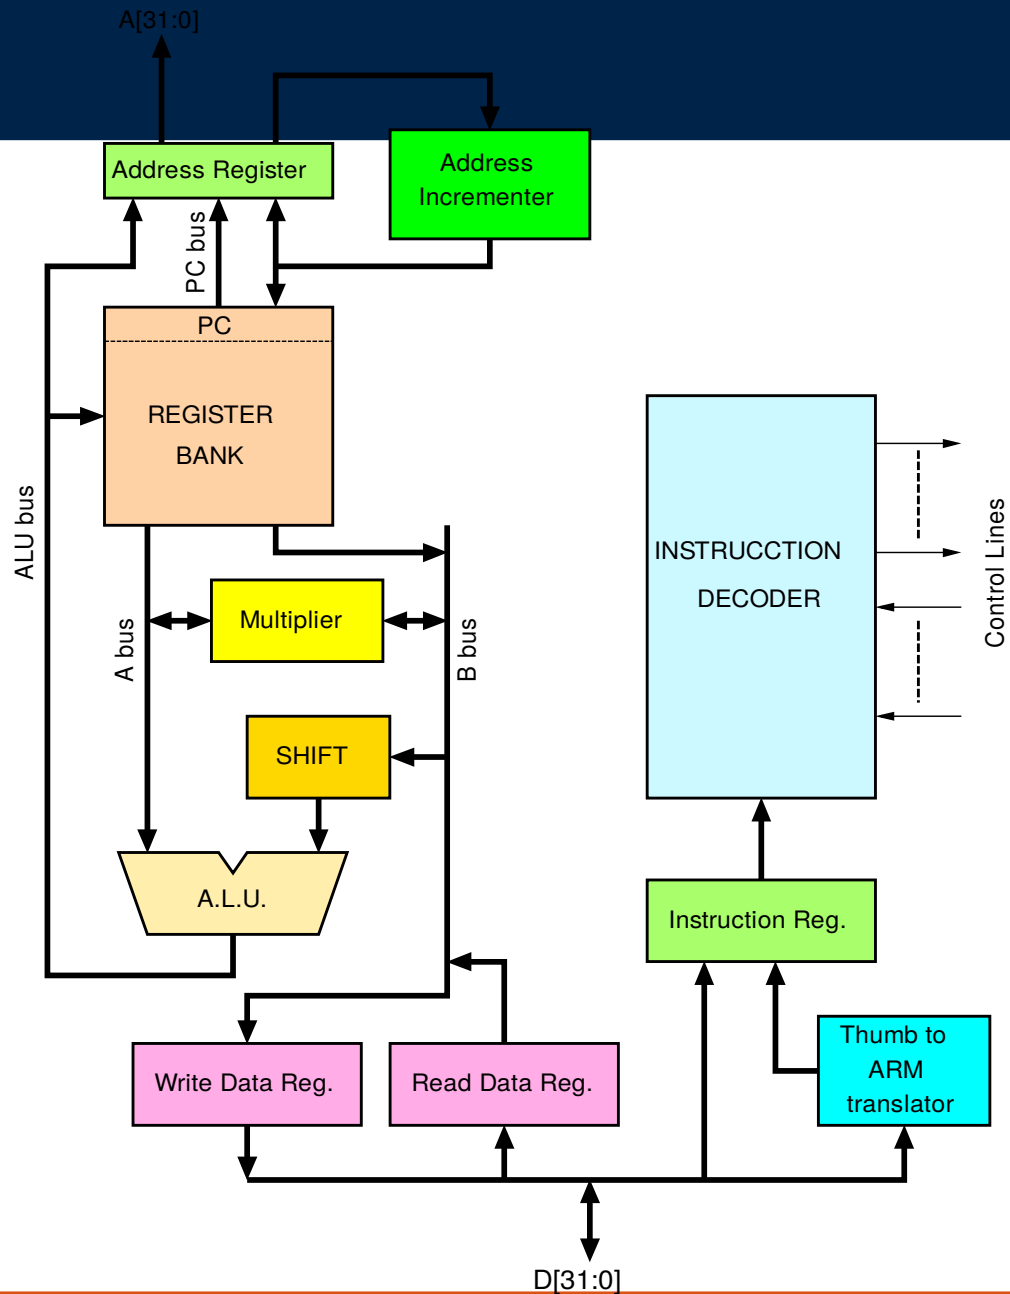 A[31:0]
Address Register
Address
Incrementer
PC bus
PC
REGISTER
BANK
ALU bus
A bus
Multiplier
B bus
SHIFT
A.L.U.
Write Data Reg.
Read Data Reg.
INSTRUCCTION
DECODER
Control Lines
Instruction Reg.
Thumb to
ARM
translator
D[31:0]